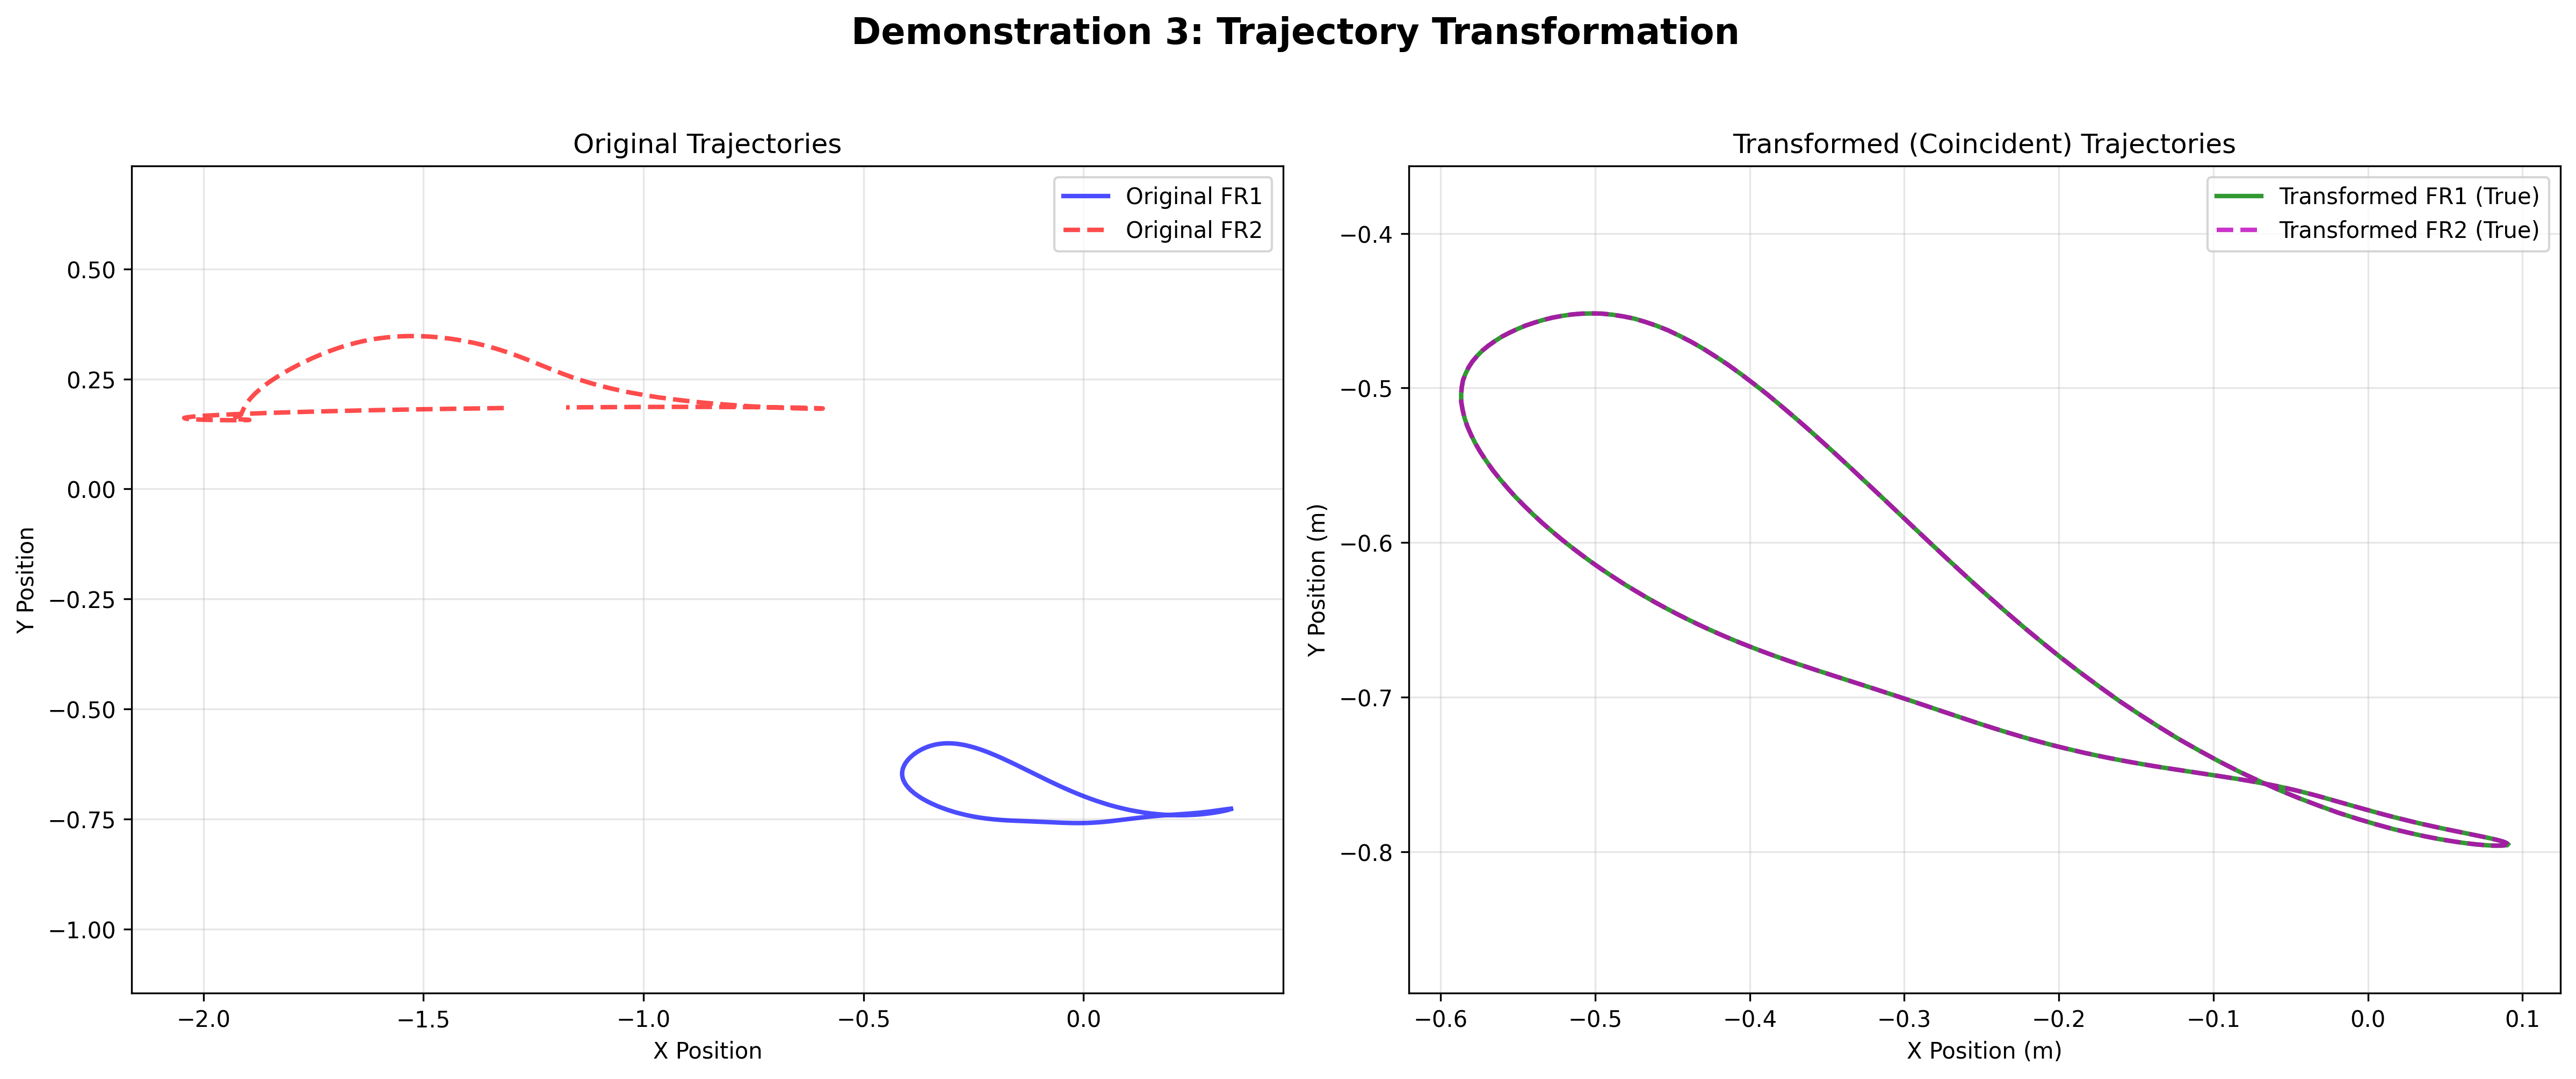 Demonstration 3: Trajectory Transformation
Original Trajectories
Original FR1
Original FR2
0.50
0.25
0.00
−0.25
−0.50
−0.75
−1.00
Y Position
−2.0
−1.5
−1.0
−0.5
0.0
X Position
Transformed (Coincident) Trajectories
Transformed FR1 (True)
Transformed FR2 (True)
−0.4
−0.5
−0.6
−0.7
−0.8
Y Position (m)
−0.6
−0.5
−0.4
−0.3
−0.2
−0.1
0.0
0.1
X Position (m)